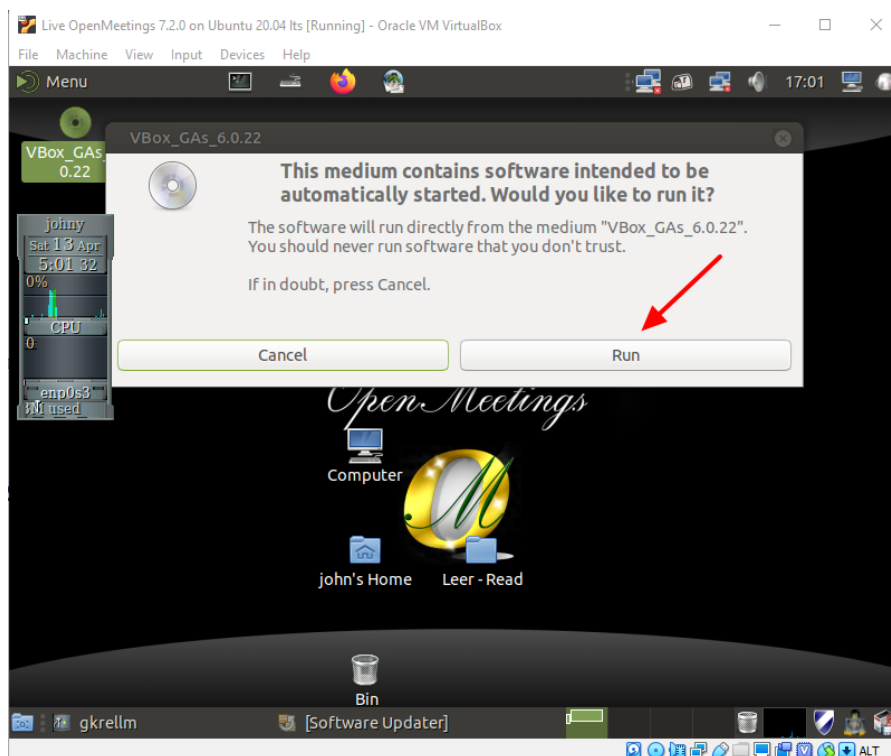 Live OpenMeetings 7.2.0 on Ubuntu 20.04 lts [Running] - Oracle VM VirtualBox
File Machine View Input Devices Help
Menu
17:01
VBox_GAs_
0.22
VBox_GAs_6.0.22
This medium contains software intended to be
automatically started. Would you like to run it?
The software will run directly from the medium "VBox_GAs_6.0.22".
You should never run software that you don't trust.
If in doubt, press Cancel.
Cancel
Run
johny
Sat 13 Apr
5:01 32
0%
CPU
0
enp0s3
used
OpenMeetings
Computer
john's Home
Leer - Read
Bin
gkrellm
[Software Updater]
ALT